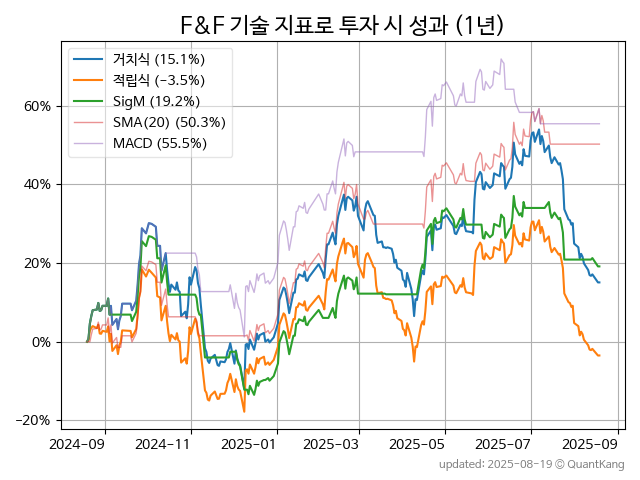 F&F 기술 지표로 투자 시 성과 (1년)
거치식 (15.1%)
적립식 (−3.5%)
SigM (19.2%)
SMA(20) (50.3%)
MACD (55.5%)
60%
40%
20%
0%
−20%
2024-09 2024-11 2025-01 2025-03 2025-05 2025-07 2025-09
updated: 2025-08-19 © QuantKang